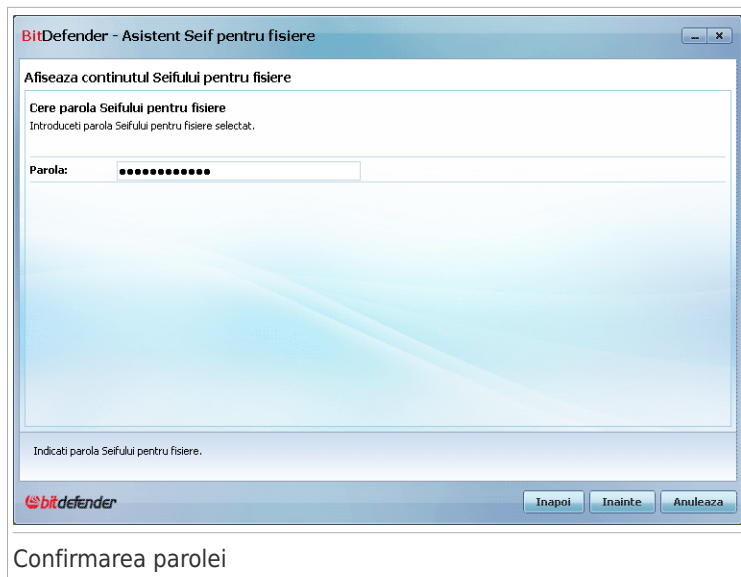 BitDefender - Asistent Seif pentru fisiere
Afiseaza continutul Seifului pentru fisiere
Cere parola Seifului pentru fisiere
Introduceti parola Seifului pentru fisiere selectat.
Parola: ●●●●●●●●●●●●
Indicati parola Seifului pentru fisiere.
bitdefender
Inapoi Inainte Anuleaza
Confirmarea parolei